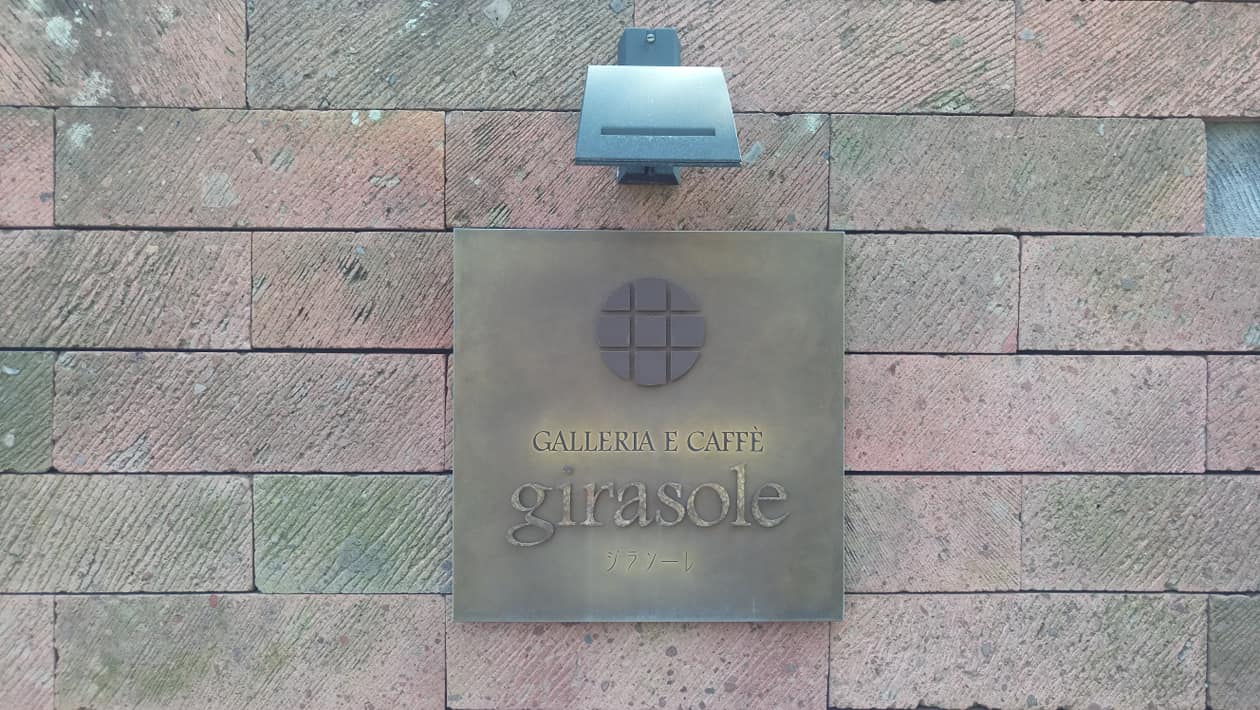 GALLERIA E CAFFÈ
girasole
ジラソーレ